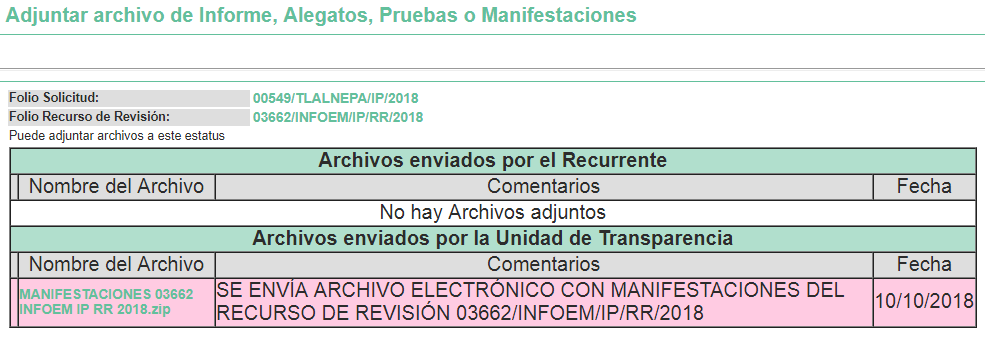 Adjuntar archivo de Informe, Alegatos, Pruebas o Manifestaciones
Folio Solicitud: 00549/TLALNEPA/IP/2018
Folio Recurso de Revisión: 03662/INFOEM/IP/RR/2018
Puede adjuntar archivos a este estatus
Archivos enviados por el Recurrente
Nombre del Archivo Comentarios Fecha
No hay Archivos adjuntos
Archivos enviados por la Unidad de Transparencia
Nombre del Archivo Comentarios Fecha
MANIFESTACIONES 03662
INFOEM IP RR 2018.zip
SE ENVÍA ARCHIVO ELECTRÓNICO CON MANIFESTACIONES DEL
RECURSO DE REVISIÓN 03662/INFOEM/IP/RR/2018
10/10/2018